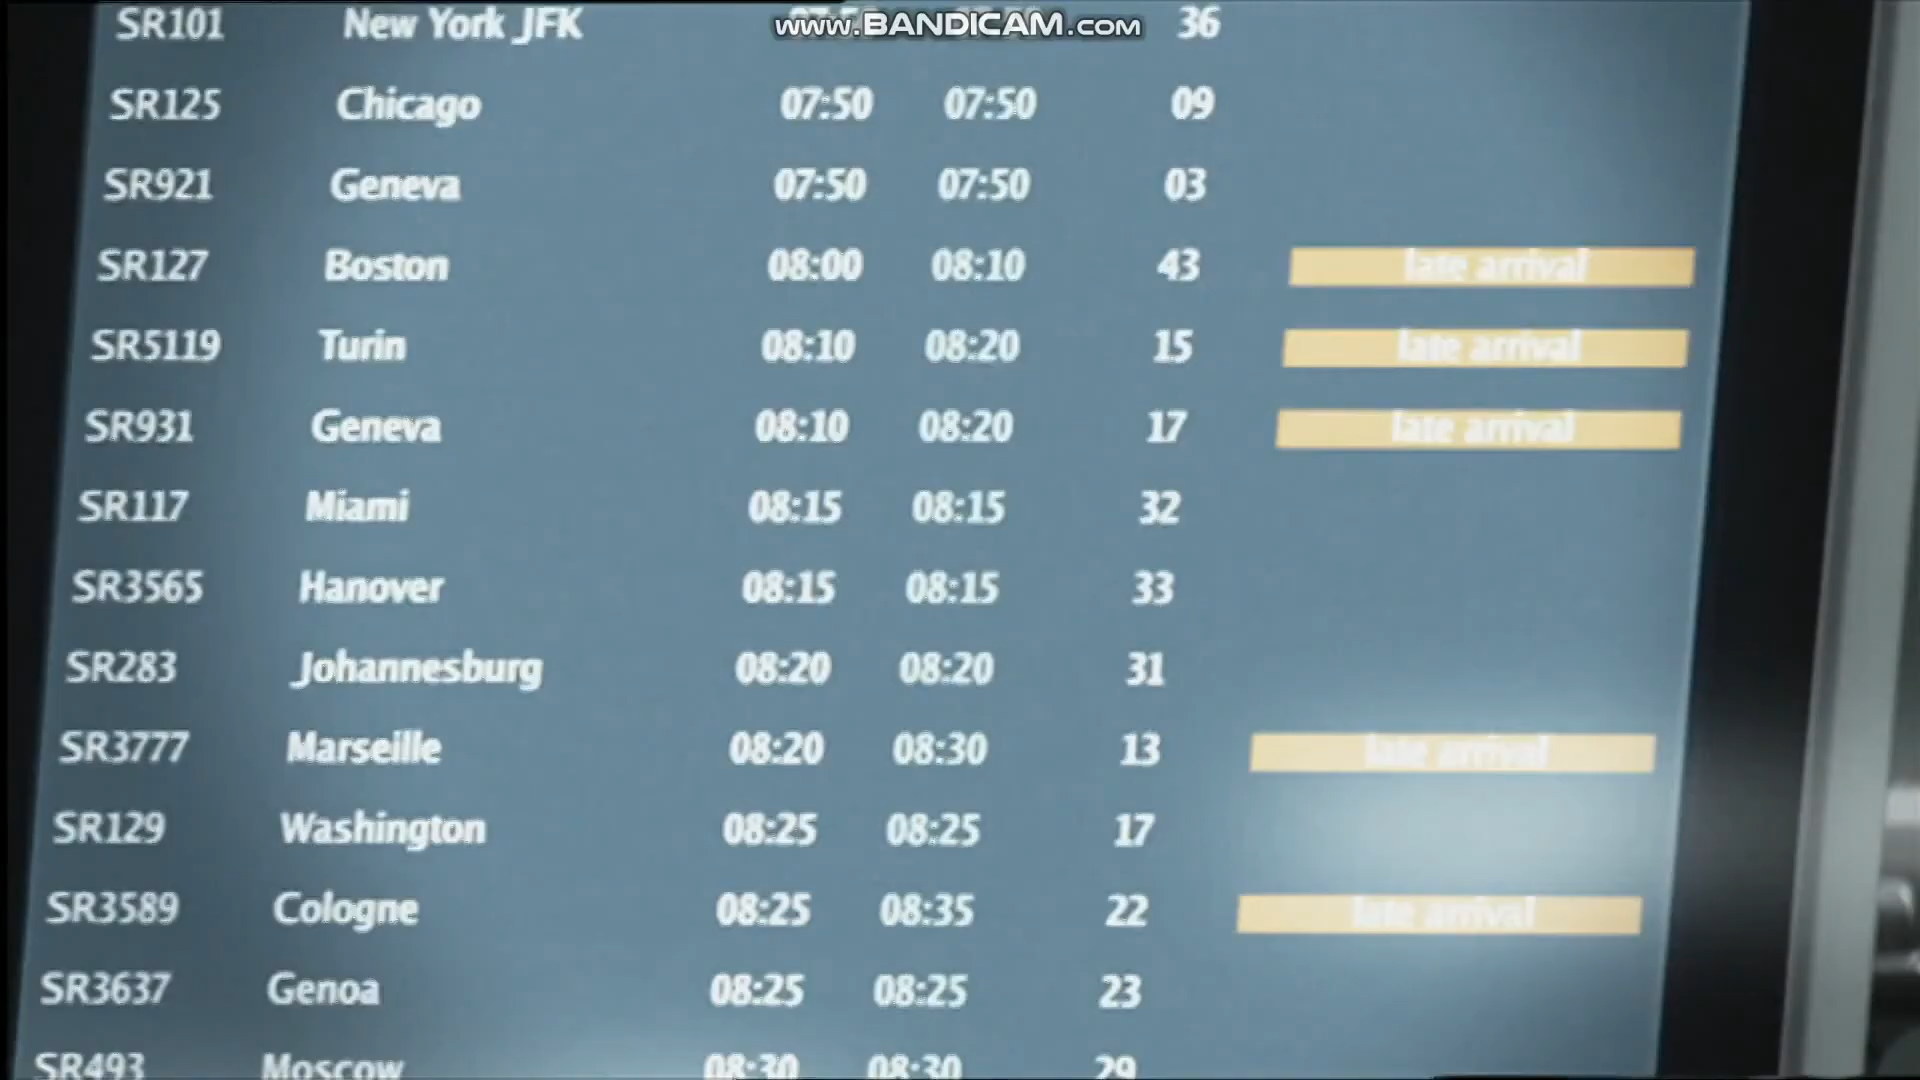 www.BANDICAM.com
SR101 New York JFK 36
SR125 Chicago 07:50 07:50 09
SR921 Geneva 07:50 07:50 03
SR127 Boston 08:00 08:10 43 late arrival
SR5119 Turin 08:10 08:20 15 late arrival
SR931 Geneva 08:10 08:20 17 late arrival
SR117 Miami 08:15 08:15 32
SR3565 Hanover 08:15 08:15 33
SR283 Johannesburg 08:20 08:20 31
SR3777 Marseille 08:20 08:30 13 late arrival
SR129 Washington 08:25 08:25 17
SR3589 Cologne 08:25 08:35 22 late arrival
SR3637 Genoa 08:25 08:25 23
SR493 Moscow 08:30 08:30 29